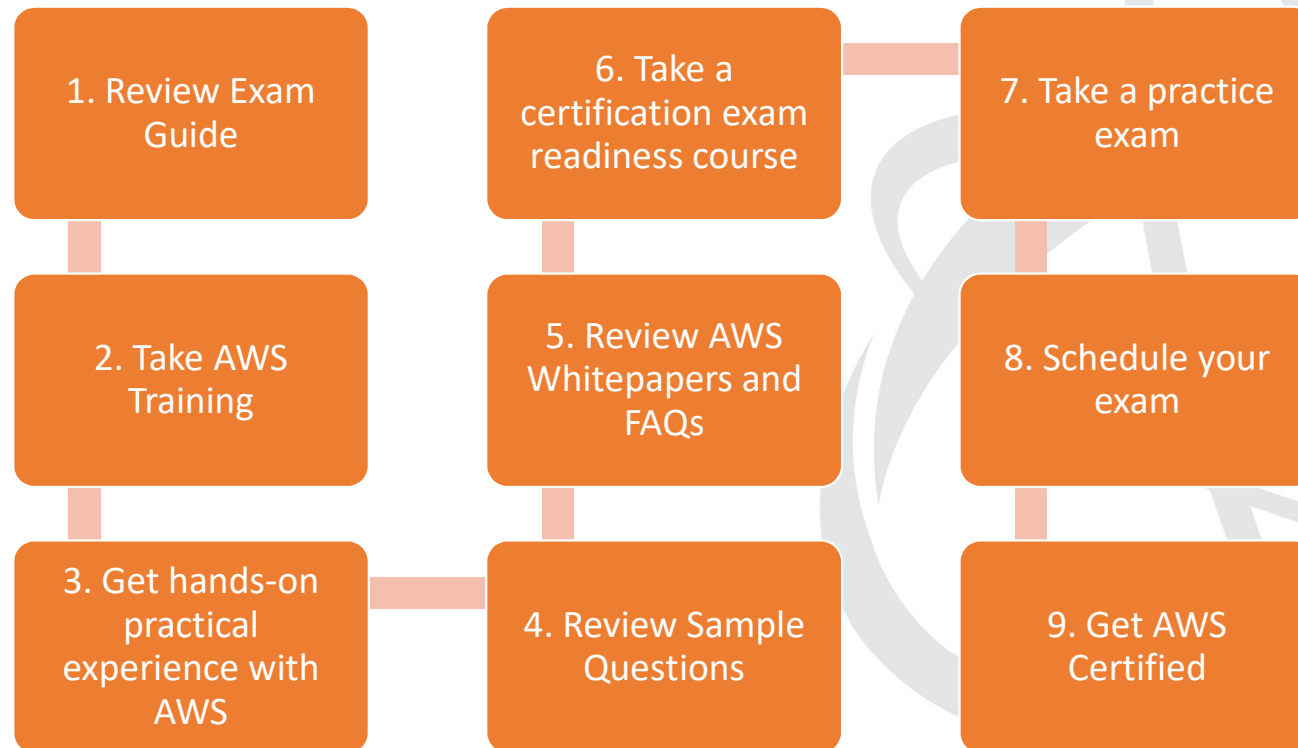 1. Review Exam
Guide
2. Take AWS
Training
3. Get hands-on
practical
experience with
AWS
4. Review Sample
Questions
5. Review AWS
Whitepapers and
FAQs
6. Take a
certification exam
readiness course
7. Take a practice
exam
8. Schedule your
exam
9. Get AWS
Certified